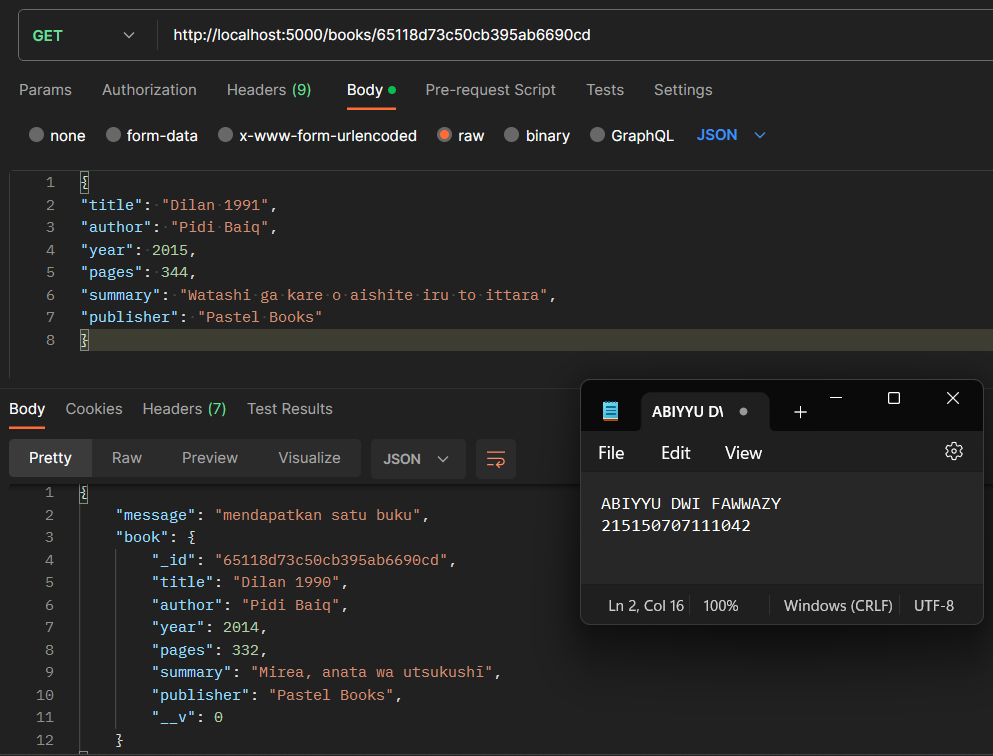 GET http://localhost:5000/books/65118d73c50cb395ab6690cd
Params Authorization Headers (9) Body Pre-request Script Tests Settings
none form-data x-www-form-urlencoded raw binary GraphQL JSON
1 {
2 "title": "Dilan 1991",
3 "author": "Pidi Baiq",
4 "year": 2015,
5 "pages": 344,
6 "summary": "Watashi ga kare o aishite iru to ittara",
7 "publisher": "Pastel Books"
8 }
Body Cookies Headers (7) Test Results
Pretty Raw Preview Visualize JSON
1 {
2 "message": "mendapatkan satu buku",
3 "book": {
4 "_id": "65118d73c50cb395ab6690cd",
5 "title": "Dilan 1990",
6 "author": "Pidi Baiq",
7 "year": 2014,
8 "pages": 332,
9 "summary": "Mirea, anata wa utsukushī",
10 "publisher": "Pastel Books",
11 "__v": 0
12 }
ABIYYU DV
File Edit View
ABIYYU DWI FAWWAZY
215150707111042
Ln 2, Col 16 100% Windows (CRLF) UTF-8